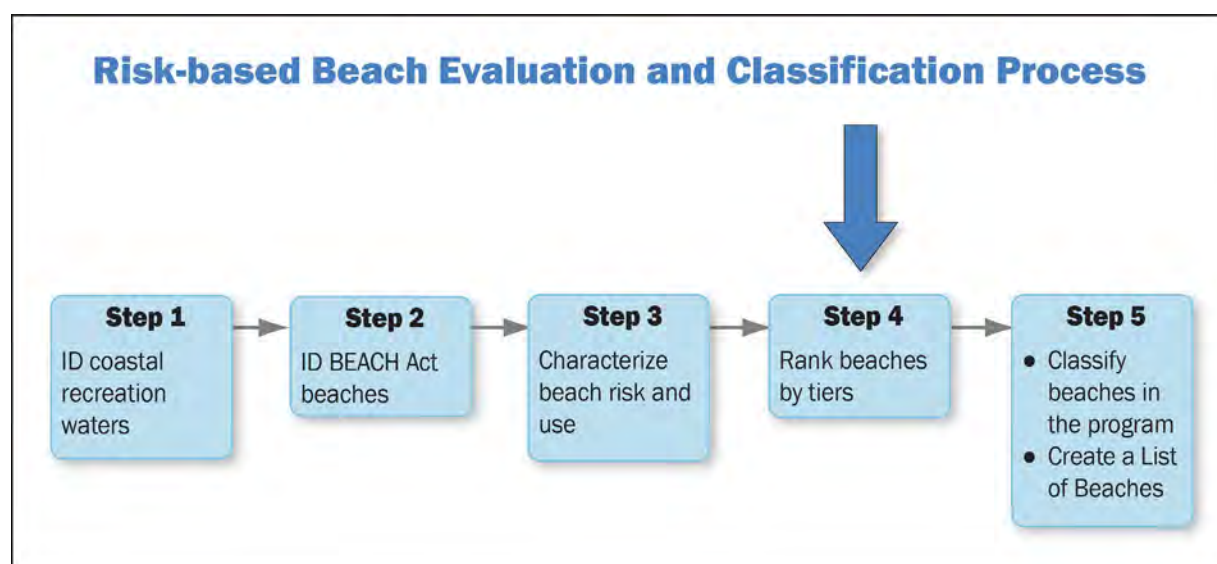 Risk-based Beach Evaluation and Classification Process
Step 1
ID coastal
recreation
waters
Step 2
ID BEACH Act
beaches
Step 3
Characterize
beach risk and
use
Step 4
Rank beaches
by tiers
Step 5
● Classify
beaches in
the program
● Create a List
of Beaches